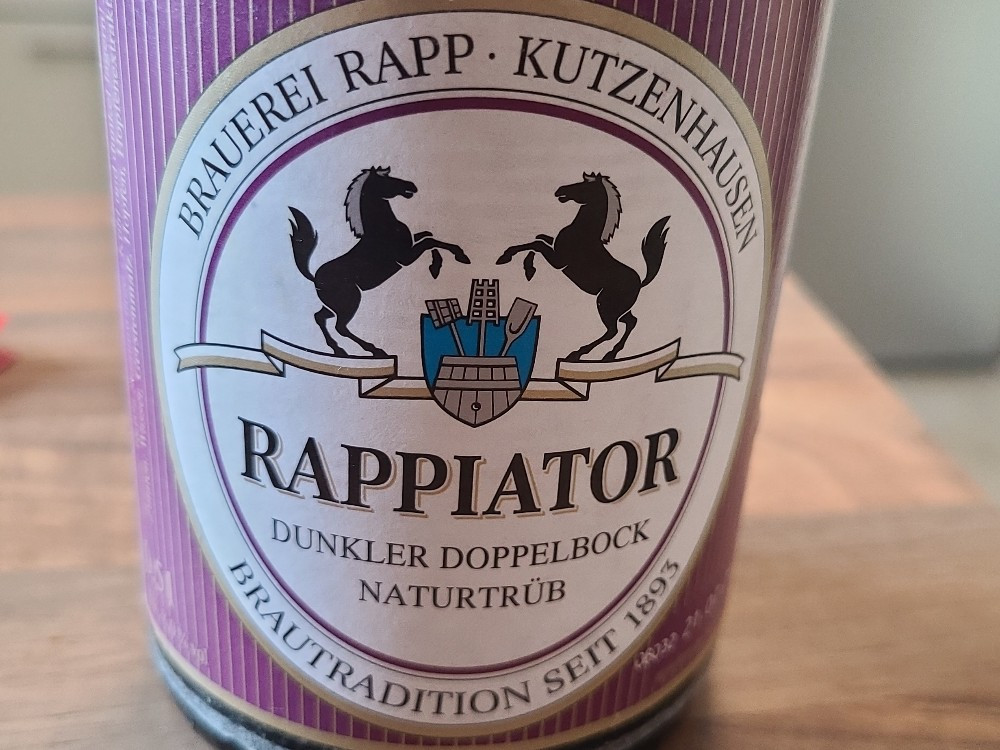 BRAUEREI RAPP · KUTZENHAUSEN
RAPPIATOR
DUNKLER DOPPELBOCK
NATURTRÜB
BRAUTRADITION SEIT 1893